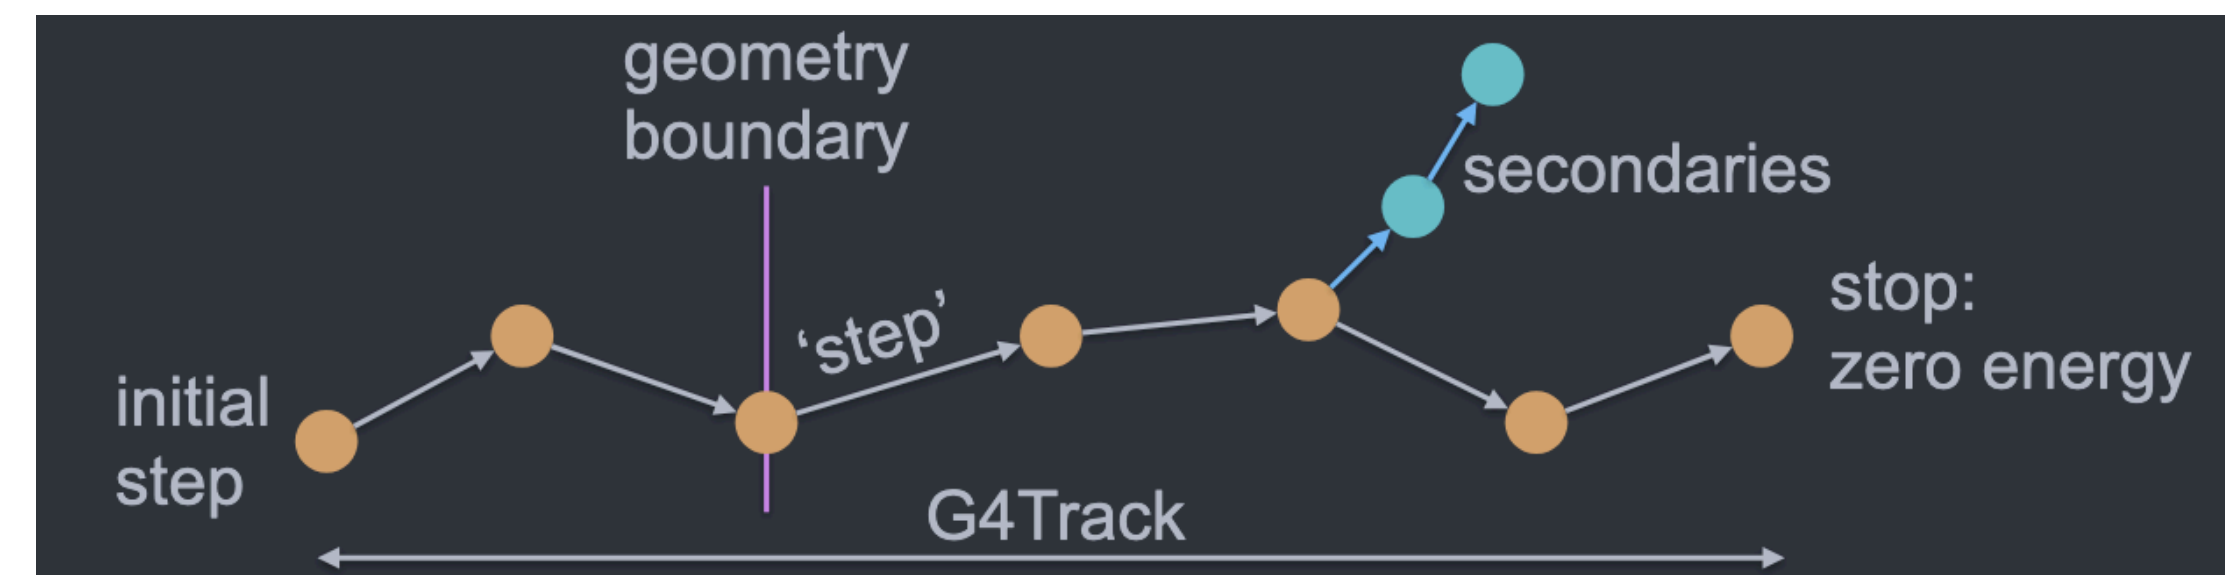 geometry
boundary
secondaries
‘step’
stop:
zero energy
initial
step
G4Track